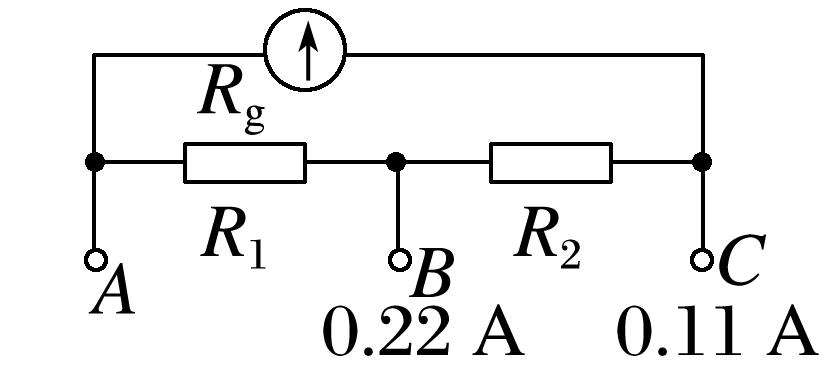 R_g
R_1 R_2
A B C
0.22 A 0.11 A